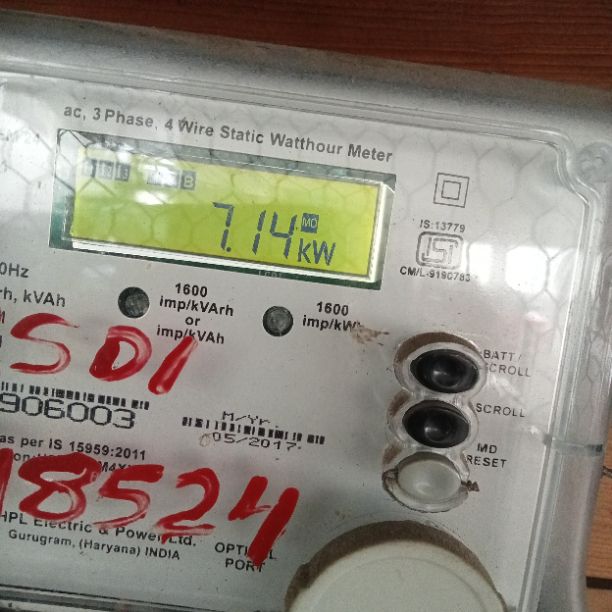 ac, 3 Phase, 4 Wire Static Watthour Meter
7.14 MD kW
IS:13779
CM/L-9190783
0Hz
rh, kVAh
1600
imp/kVArh
or
imp/kVAh
1600
imp/kWh
SD1
BATT/
SCROLL
SCROLL
MD
RESET
906003
M/Yr.
05/2017
as per IS 15959:2011
18524
HPL Electric & Power Ltd.
Gurugram, (Haryana) INDIA
OPTICAL
PORT